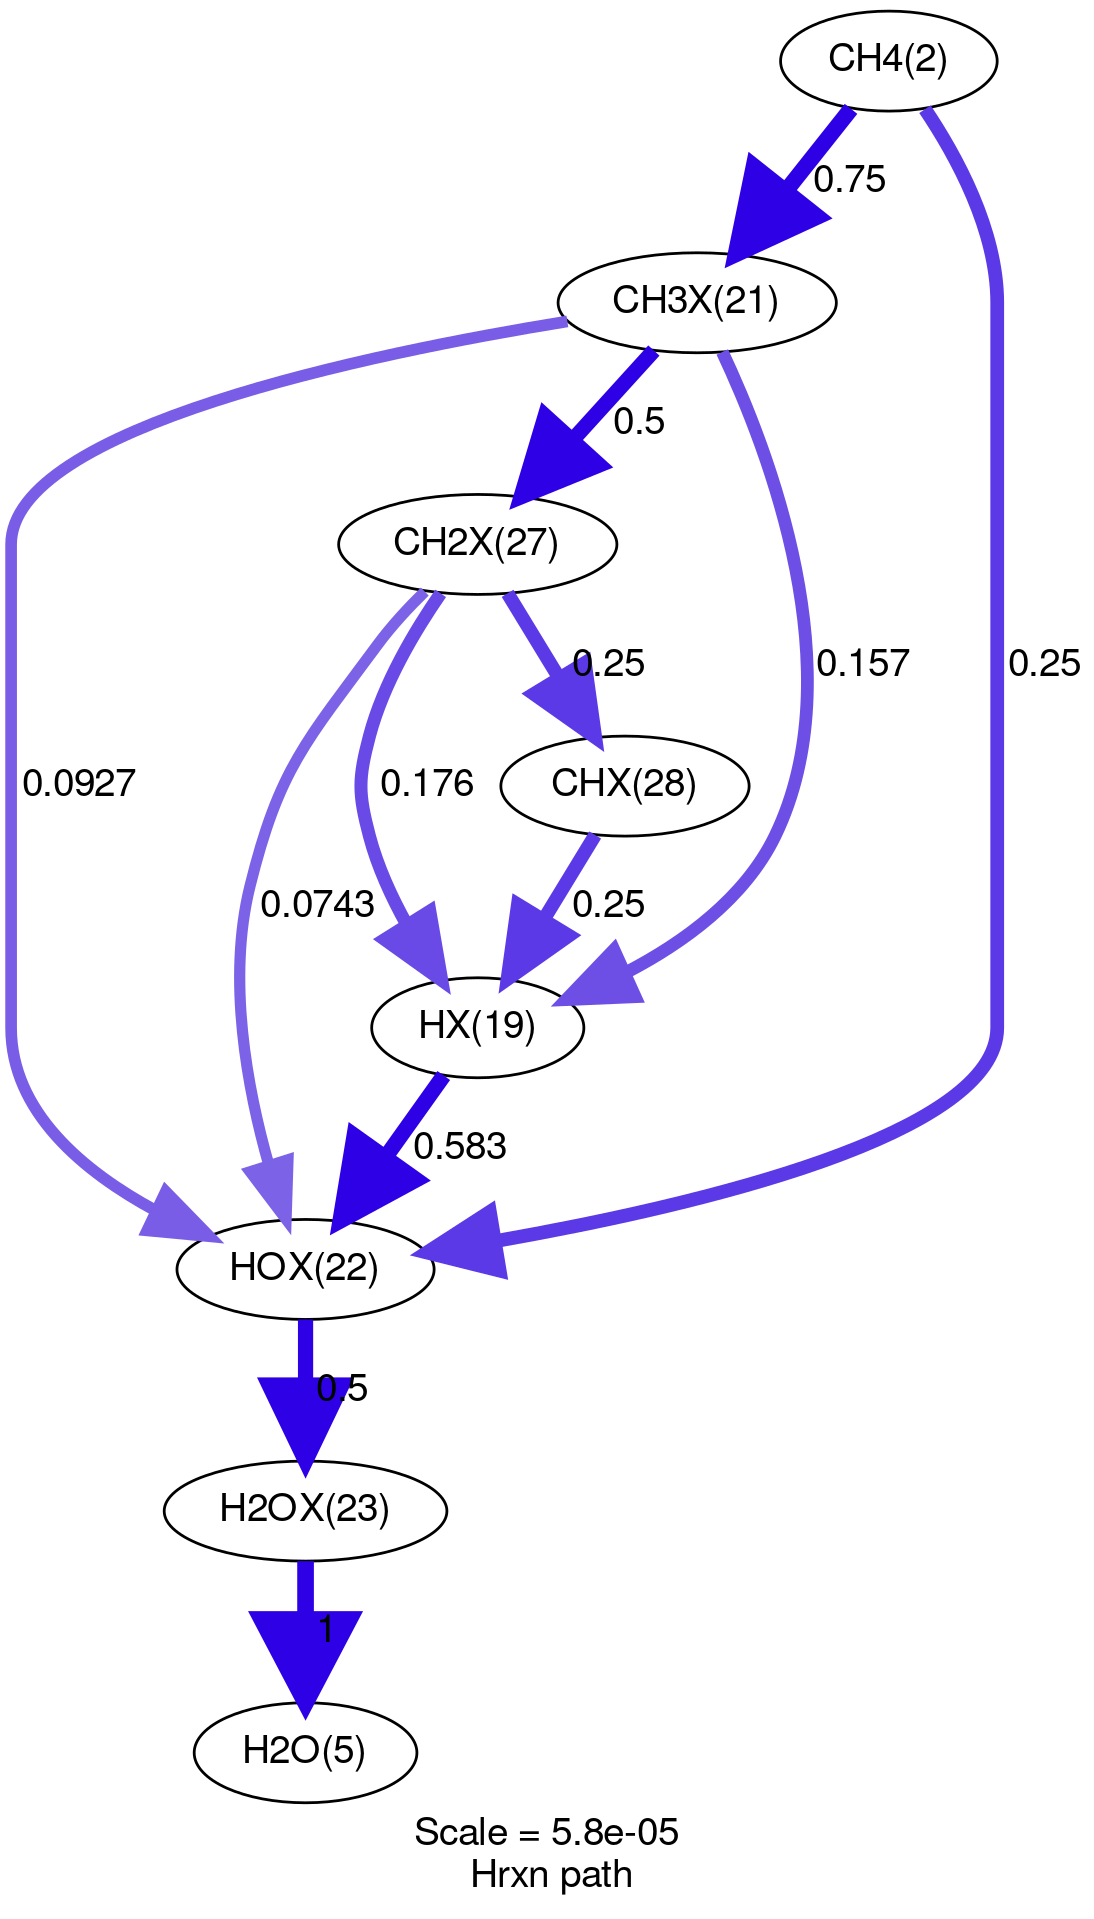 CH4(2)
0.75
CH3X(21)
0.5
CH2X(27)
0.25
0.157
0.25
0.0927
0.176
CHX(28)
0.0743
0.25
HX(19)
0.583
HOX(22)
0.5
H2OX(23)
1
H2O(5)
Scale = 5.8e-05
Hrxn path